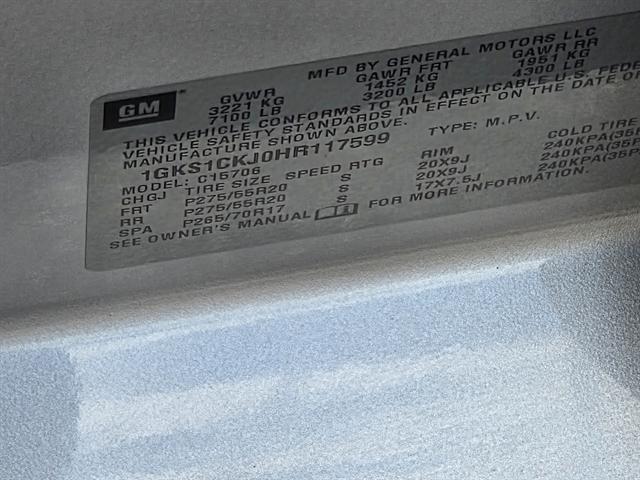 GM
MFD BY GENERAL MOTORS LLC
GVWR GAWR FRT GAWR RR
3221 KG 1452 KG 1951 KG
7100 LB 3200 LB 4300 LB
THIS VEHICLE CONFORMS TO ALL APPLICABLE U.S. FEDE
VEHICLE SAFETY STANDARDS IN EFFECT ON THE DATE OF
MANUFACTURE SHOWN ABOVE.
1GKS1CKJ0HR117599 TYPE: M.P.V.
MODEL: C15706
CHGJ TIRE SIZE SPEED RTG RIM COLD TIRE
FRT P275/55R20 S 20X9J 240KPA(35P
RR P275/55R20 S 20X9J 240KPA(35P
SPA P265/70R17 S 17X7.5J 240KPA(35P
SEE OWNER'S MANUAL FOR MORE INFORMATION.